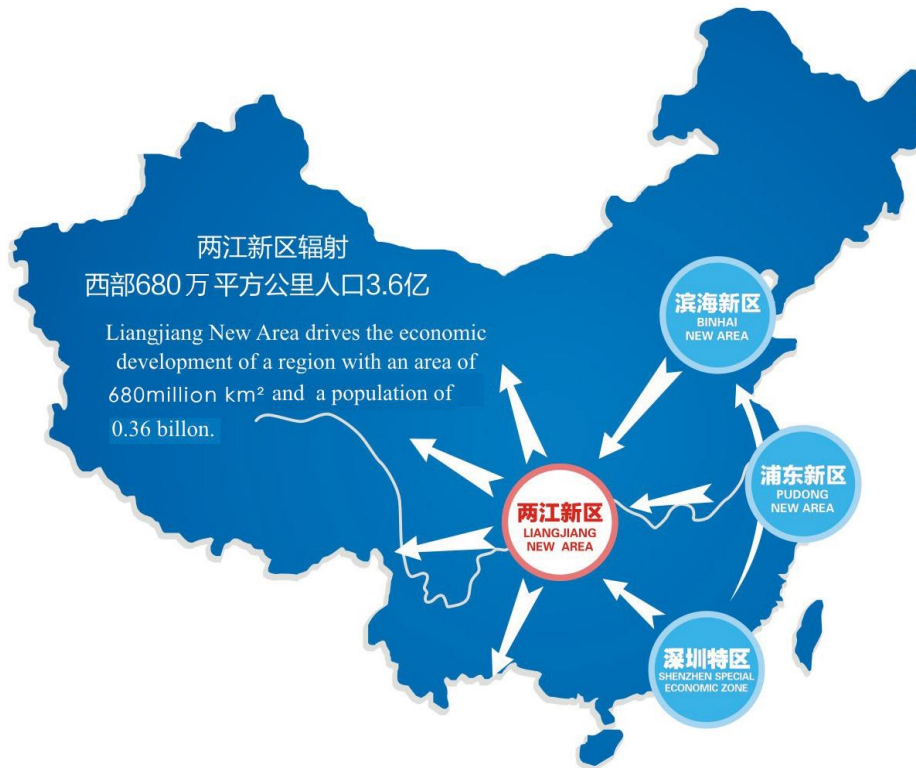 两江新区辐射
西部680万平方公里人口3.6亿
Liangjiang New Area drives the economic
development of a region with an area of
680million km² and a population of
0.36 billon.
滨海新区
BINHAI
NEW AREA
浦东新区
PUDONG
NEW AREA
两江新区
LIANGJIANG
NEW AREA
深圳特区
SHENZHEN SPECIAL
ECONOMIC ZONE